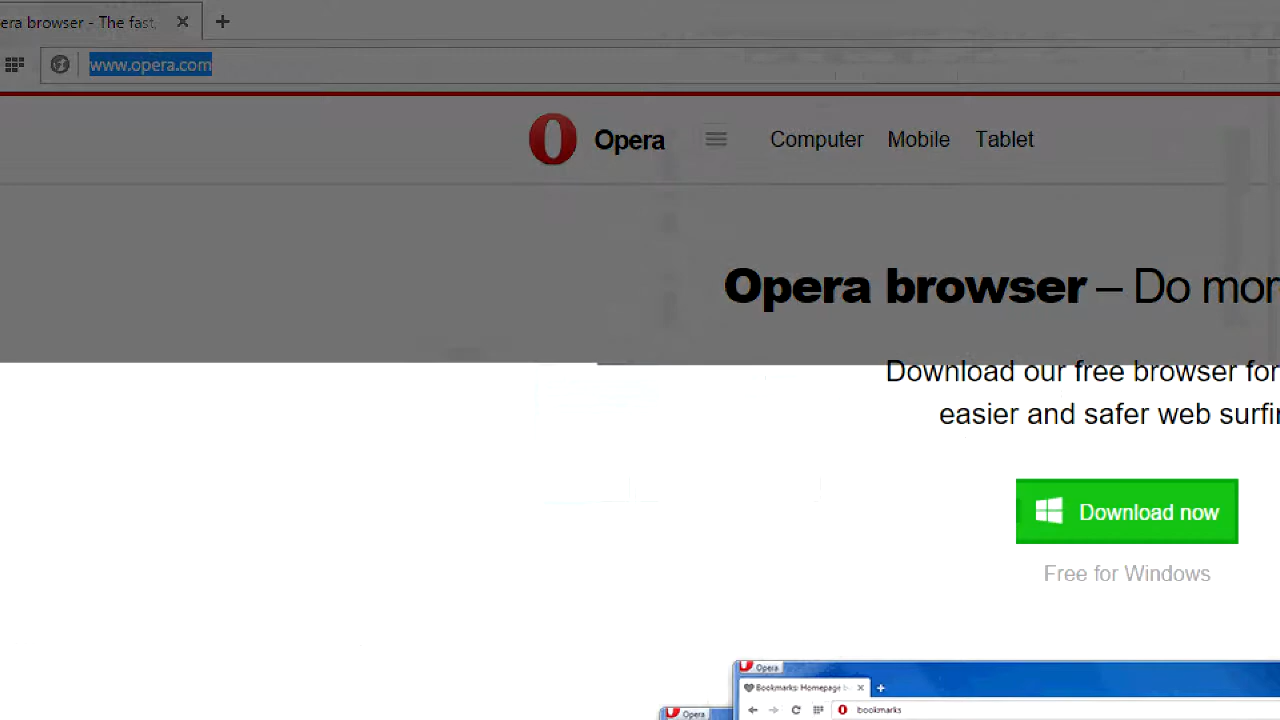 era browser - The fast,
www.opera.com
Opera
Computer Mobile Tablet
Opera browser – Do mor
Download our free browser for
easier and safer web surfi
Download now
Free for Windows
Opera
Bookmarks: Homepage b
Opera
bookmarks